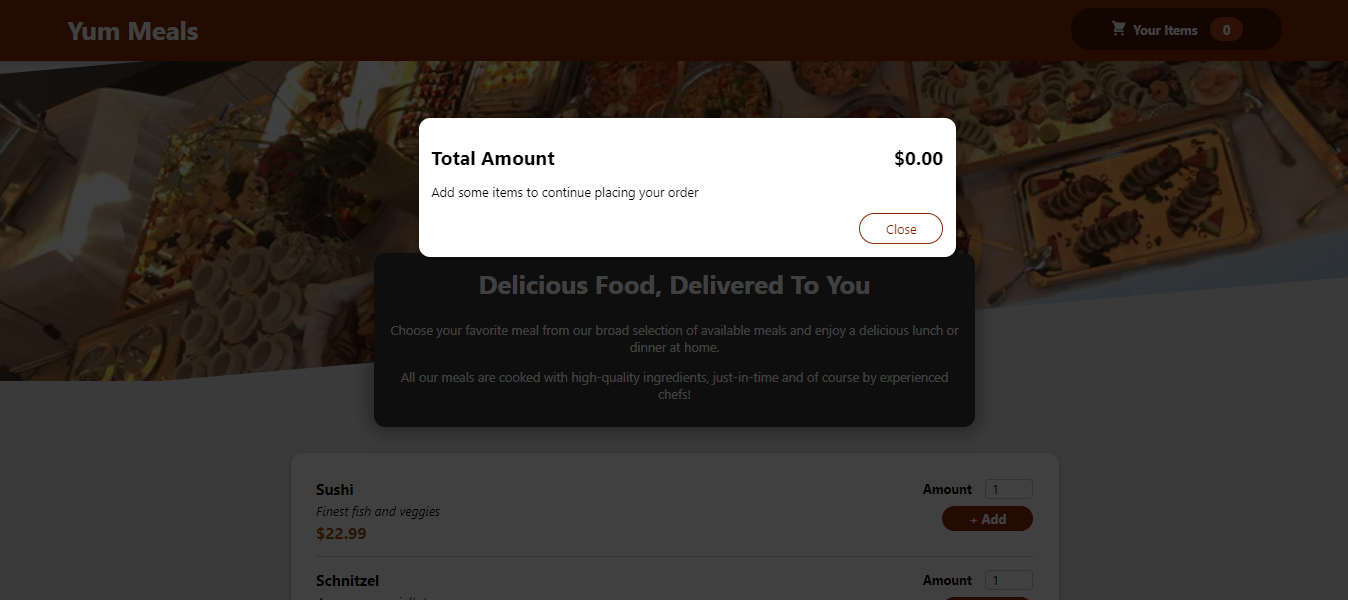 Yum Meals
Your Items 0
Total Amount $0.00
Add some items to continue placing your order
Close
Delicious Food, Delivered To You
Choose your favorite meal from our broad selection of available meals and enjoy a delicious lunch or
dinner at home.
All our meals are cooked with high-quality ingredients, just-in-time and of course by experienced
chefs!
Sushi
Amount 1
Finest fish and veggies
+ Add
$22.99
Schnitzel
Amount 1